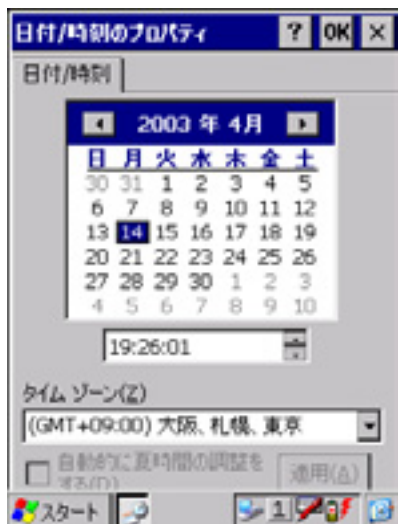 日付/時刻のプロパティ ? OK ×
日付/時刻
2003 年 4月
日 月 火 水 木 金 土
30 31 1 2 3 4 5
6 7 8 9 10 11 12
13 14 15 16 17 18 19
20 21 22 23 24 25 26
27 28 29 30 1 2 3
4 5 6 7 8 9 10
19:26:01
タイム ゾーン(Z)
(GMT+09:00) 大阪、札幌、東京
自動的に夏時間の調整を
する(D)
適用(A)
スタート 1